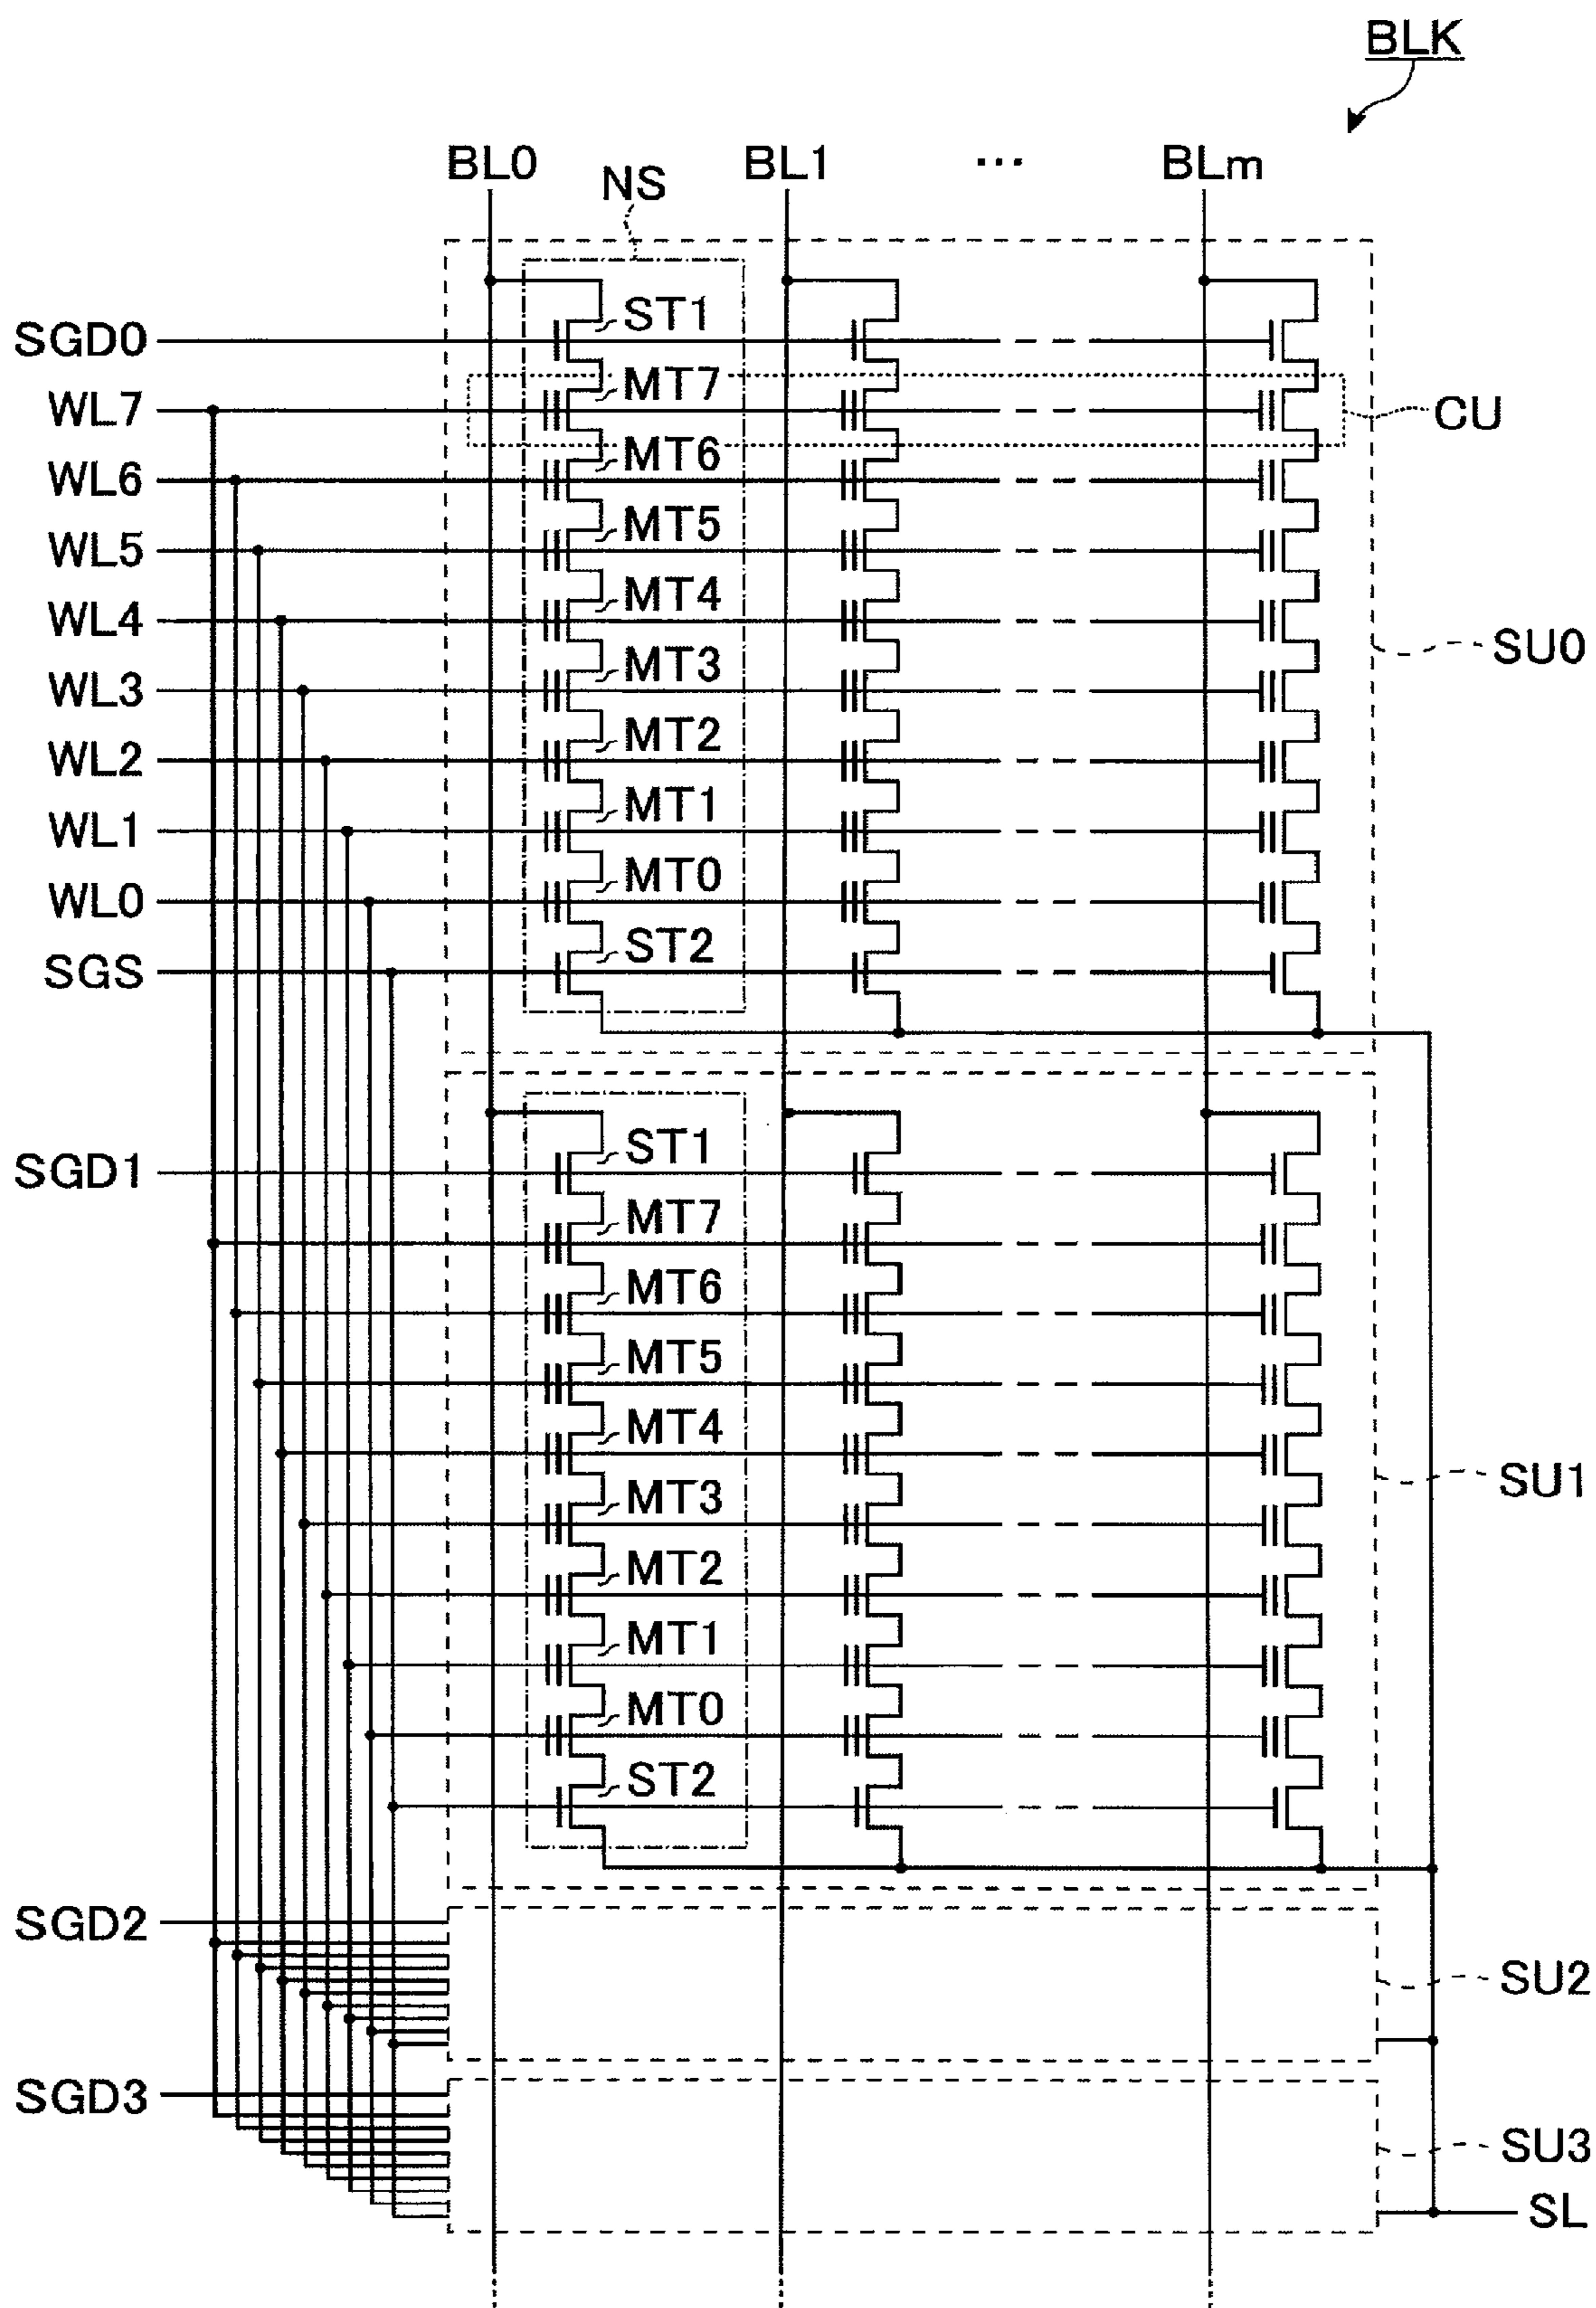 BLK
BL0 NS BL1 ... BLm
ST1
SGD0
MT7
WL7 CU
MT6
WL6
MT5
WL5
MT4
WL4
SU0
MT3
WL3
MT2
WL2
MT1
WL1
MT0
WL0
ST2
SGS
ST1
SGD1
MT7
MT6
MT5
MT4
SU1
MT3
MT2
MT1
MT0
ST2
SGD2
SU2
SGD3
SU3
SL